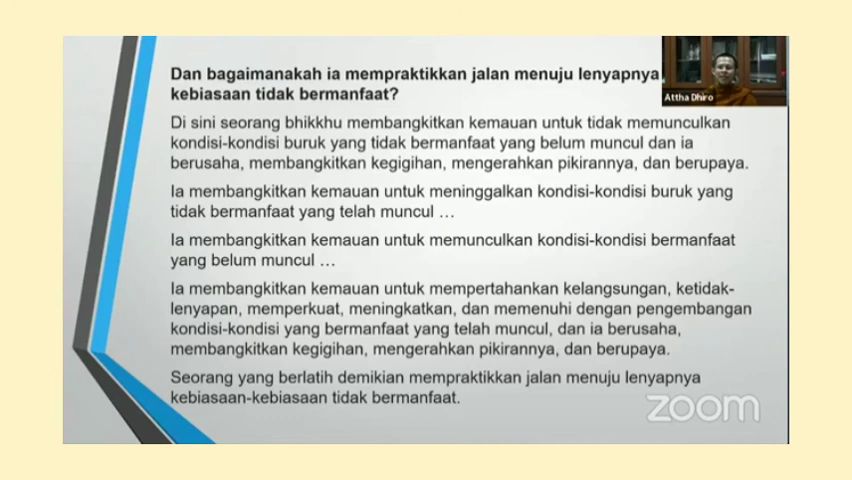 Dan bagaimanakah ia mempraktikkan jalan menuju lenyapnya
kebiasaan tidak bermanfaat?
Attha Dhiro
Di sini seorang bhikkhu membangkitkan kemauan untuk tidak memunculkan
kondisi-kondisi buruk yang tidak bermanfaat yang belum muncul dan ia
berusaha, membangkitkan kegigihan, mengerahkan pikirannya, dan berupaya.
Ia membangkitkan kemauan untuk meninggalkan kondisi-kondisi buruk yang
tidak bermanfaat yang telah muncul …
Ia membangkitkan kemauan untuk memunculkan kondisi-kondisi bermanfaat
yang belum muncul …
Ia membangkitkan kemauan untuk mempertahankan kelangsungan, ketidak-
lenyapan, memperkuat, meningkatkan, dan memenuhi dengan pengembangan
kondisi-kondisi yang bermanfaat yang telah muncul, dan ia berusaha,
membangkitkan kegigihan, mengerahkan pikirannya, dan berupaya.
Seorang yang berlatih demikian mempraktikkan jalan menuju lenyapnya
kebiasaan-kebiasaan tidak bermanfaat.
zoom